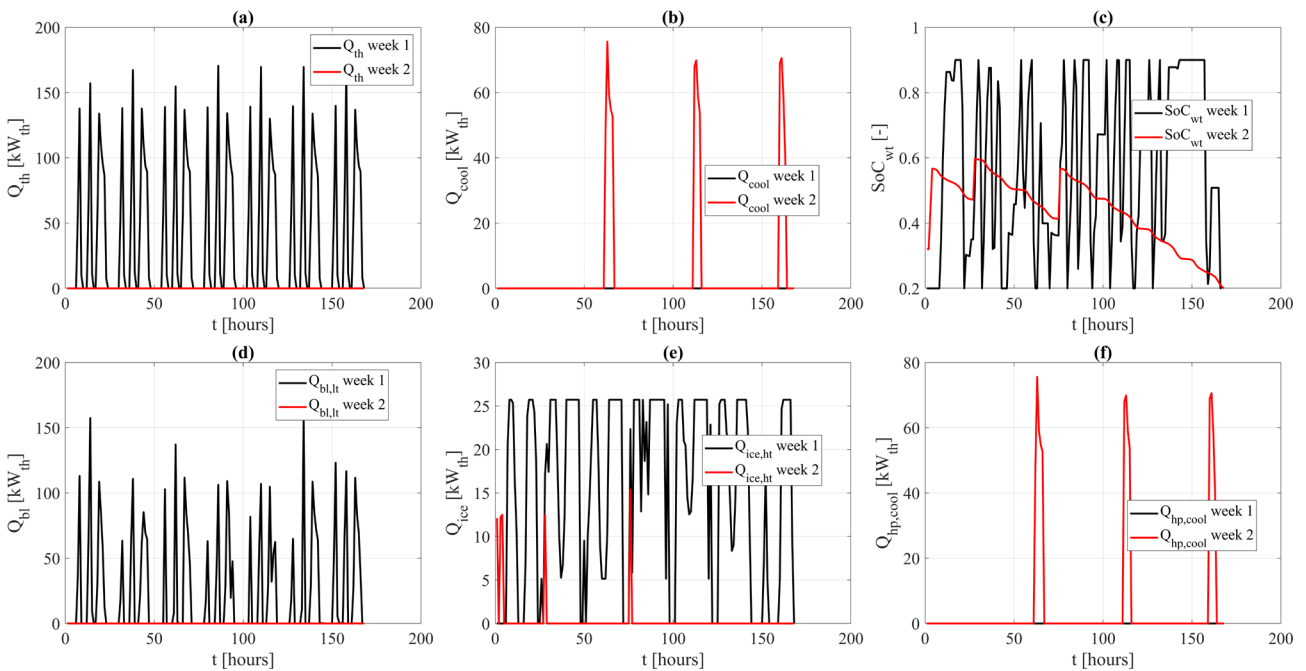 (a)
200
150
100
50
0
Q_th [kW_th]
0 50 100 150 200
t [hours]
Q_th week 1
Q_th week 2
(b)
80
60
40
20
0
Q_cool [kW_th]
0 50 100 150 200
t [hours]
Q_cool week 1
Q_cool week 2
(c)
1
0.8
0.6
0.4
0.2
SoC_wt [-]
0 50 100 150 200
t [hours]
SoC_wt week 1
SoC_wt week 2
(d)
200
150
100
50
0
Q_bl [kW_th]
0 50 100 150 200
t [hours]
Q_bl,lt week 1
Q_bl,lt week 2
(e)
30
25
20
15
10
5
0
Q_ice [kW_th]
0 50 100 150 200
t [hours]
Q_ice,ht week 1
Q_ice,ht week 2
(f)
80
60
40
20
0
Q_hp,cool [kW_th]
0 50 100 150 200
t [hours]
Q_hp,cool week 1
Q_hp,cool week 2